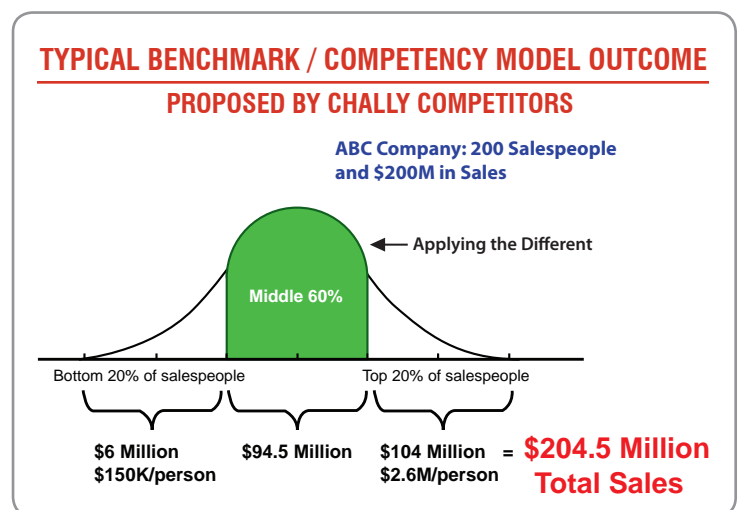 TYPICAL BENCHMARK / COMPETENCY MODEL OUTCOME
PROPOSED BY CHALLY COMPETITORS
ABC Company: 200 Salespeople
and $200M in Sales
Applying the Different
Middle 60%
Bottom 20% of salespeople
Top 20% of salespeople
$6 Million
$150K/person
$94.5 Million
$104 Million
$2.6M/person
= $204.5 Million
Total Sales